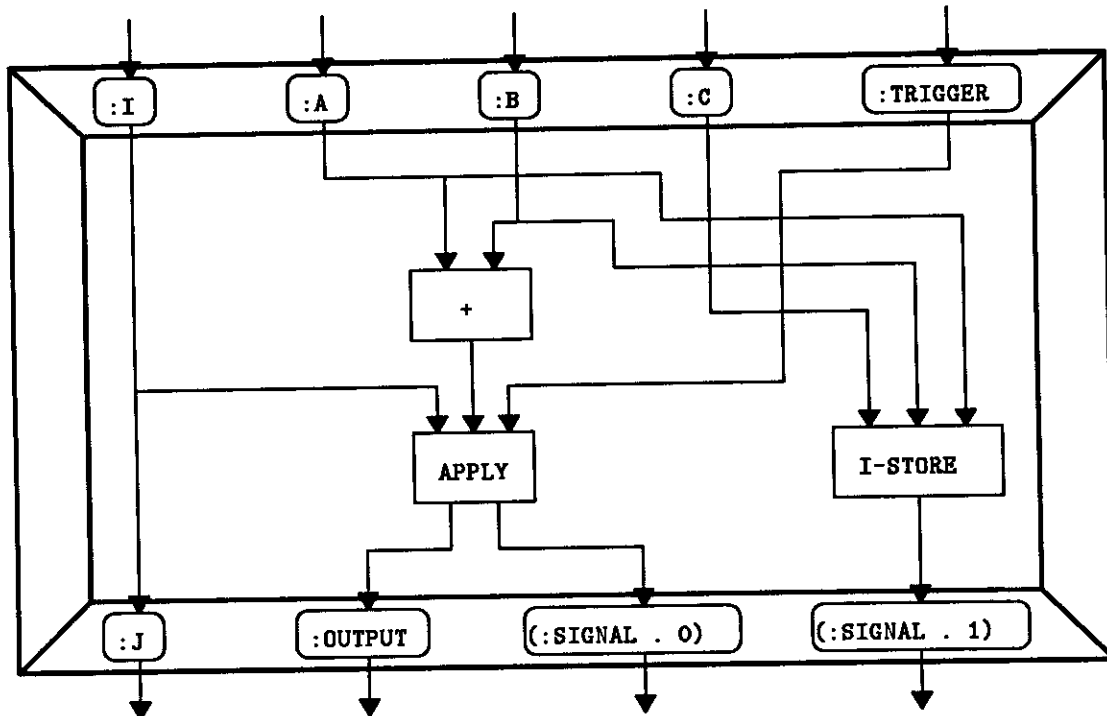 :I
:A
:B
:C
:TRIGGER
+
APPLY
I-STORE
:J
:OUTPUT
(:SIGNAL . 0)
(:SIGNAL . 1)